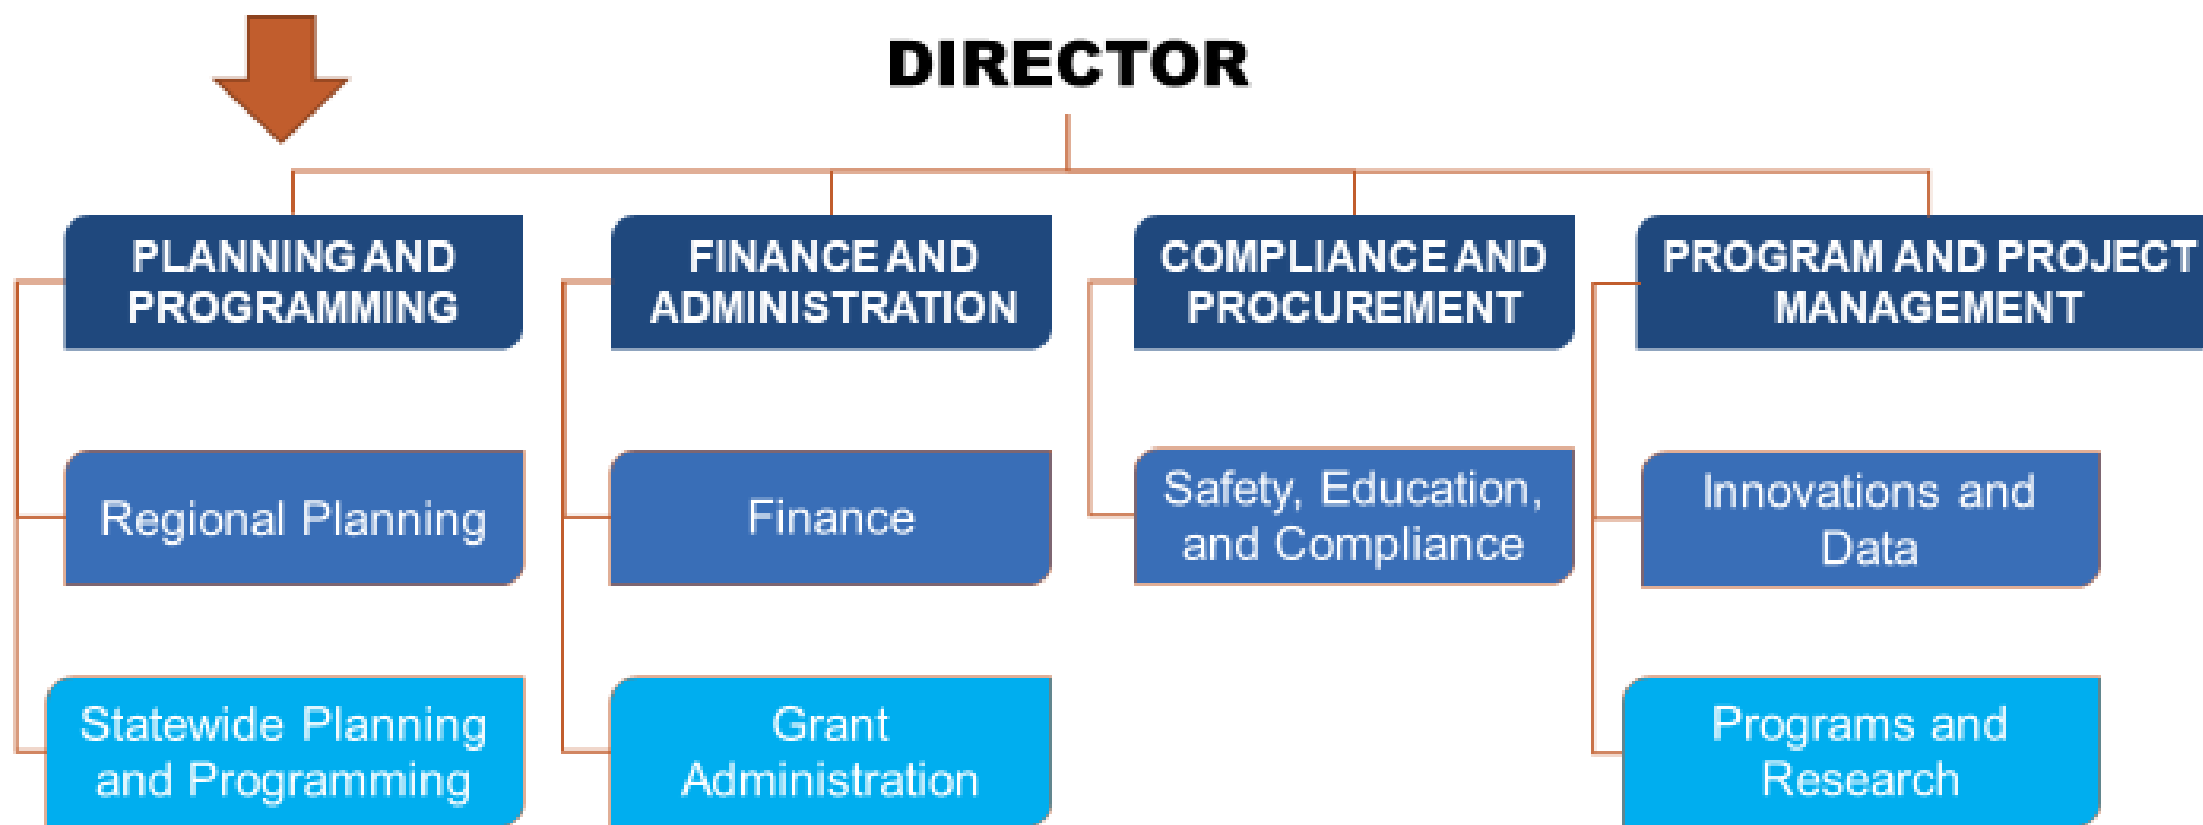 DIRECTOR
PLANNING AND
PROGRAMMING
FINANCE AND
ADMINISTRATION
COMPLIANCE AND
PROCUREMENT
PROGRAM AND PROJECT
MANAGEMENT
Regional Planning
Finance
Safety, Education,
and Compliance
Innovations and
Data
Statewide Planning
and Programming
Grant
Administration
Programs and
Research